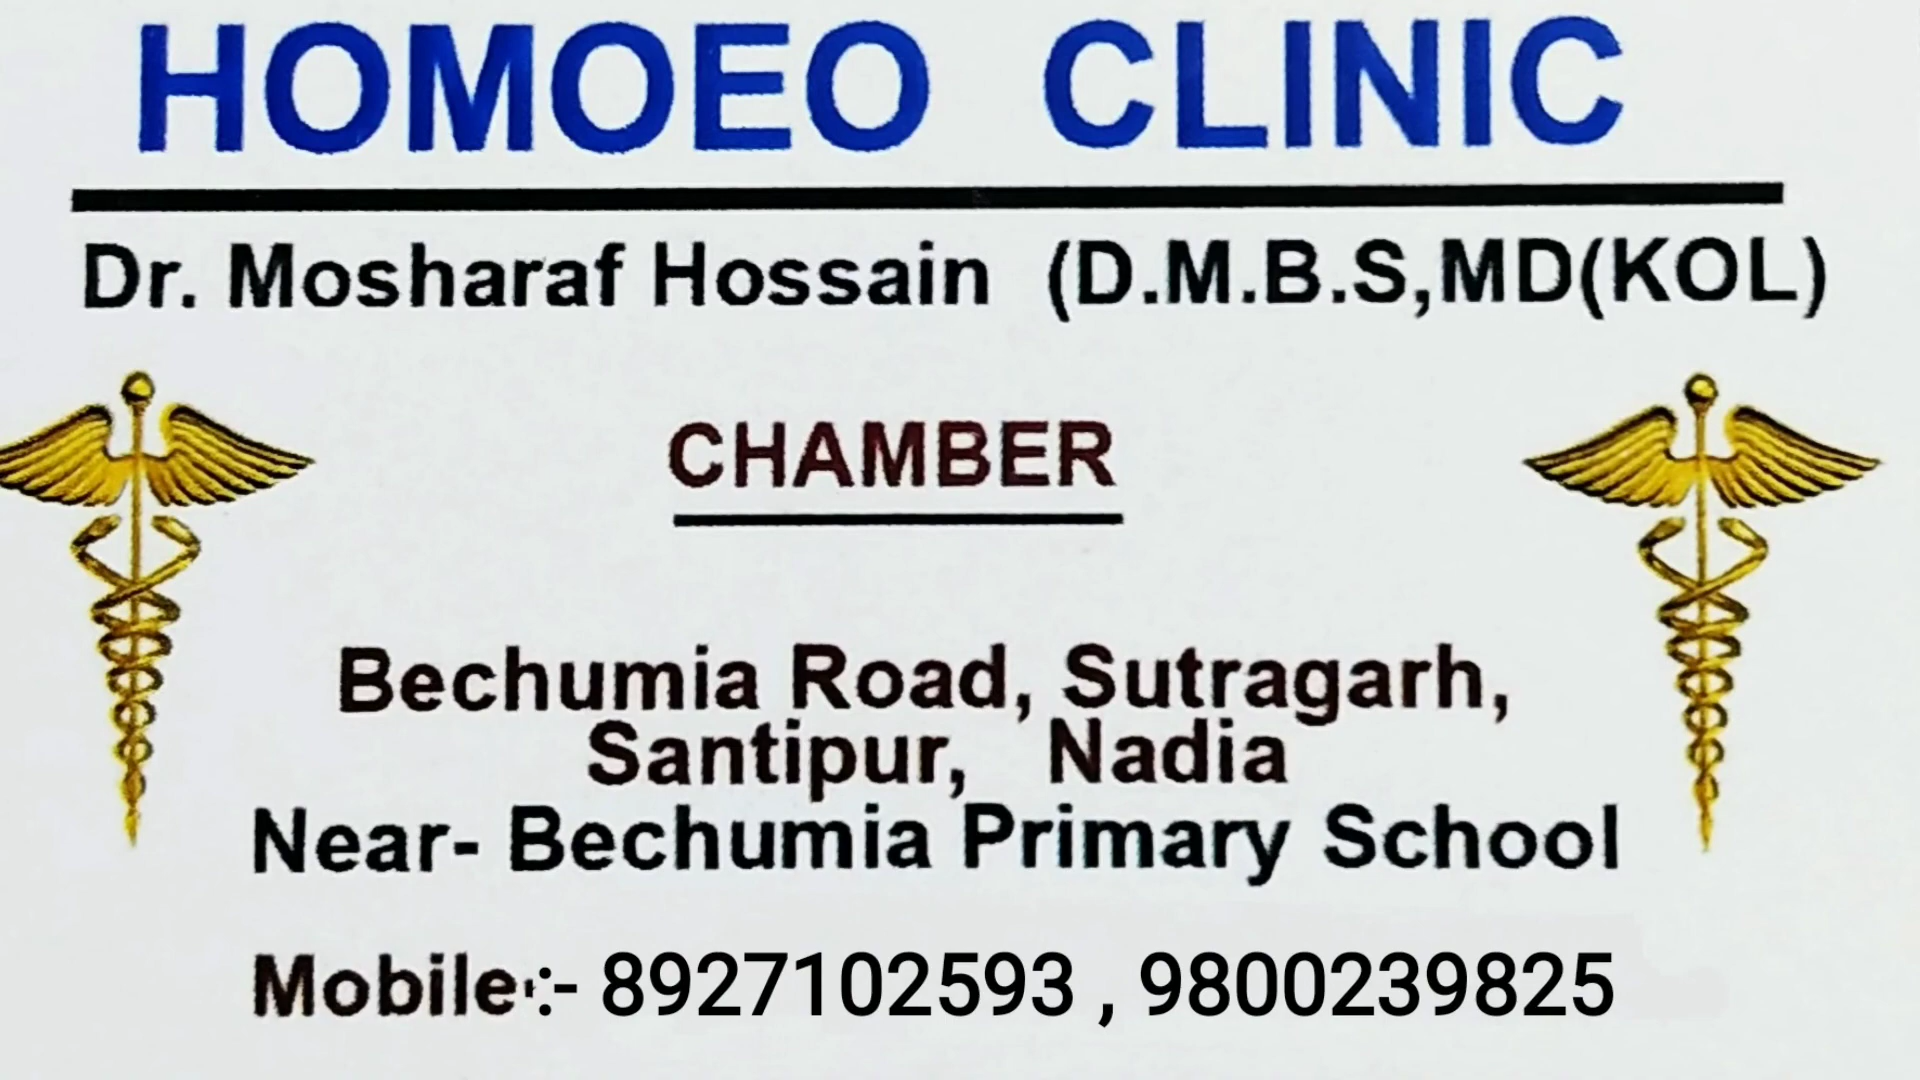 HOMOEO CLINIC
Dr. Mosharaf Hossain (D.M.B.S,MD(KOL)
CHAMBER
Bechumia Road, Sutragarh,
Santipur, Nadia
Near- Bechumia Primary School
Mobile:- 8927102593 , 9800239825